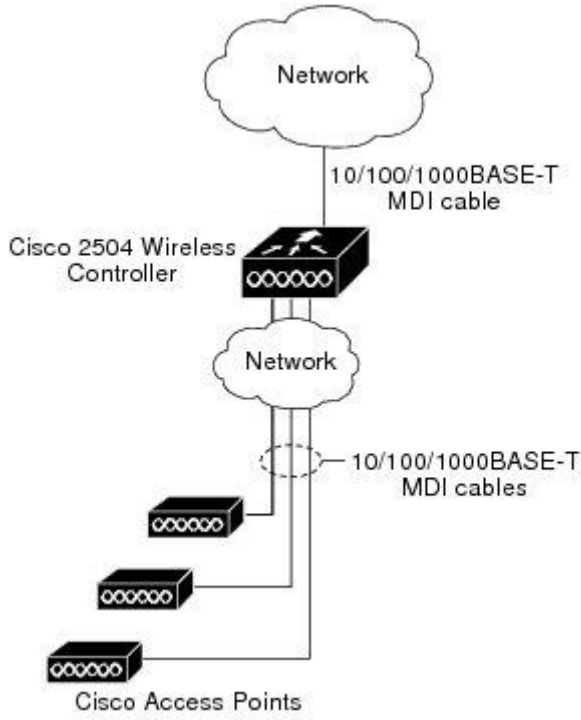 Network
10/100/1000BASE-T
MDI cable
Cisco 2504 Wireless
Controller
Network
10/100/1000BASE-T
MDI cables
Cisco Access Points